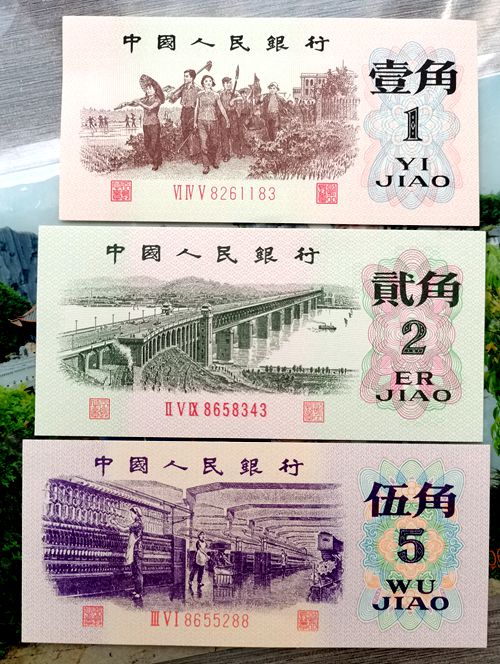 中國人民銀行
壹角
1
YI
JIAO
VI IV V 8261183
中國人民銀行
貳角
2
ER
JIAO
II V IX 8658343
中國人民銀行
伍角
5
WU
JIAO
III V I 8655288